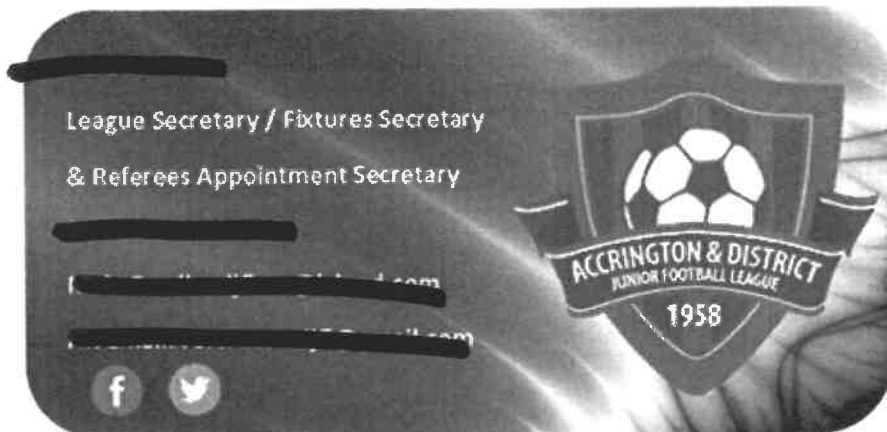 League Secretary / Fixtures Secretary
& Referees Appointment Secretary
ACCRINGTON & DISTRICT
JUNIOR FOOTBALL LEAGUE
1958